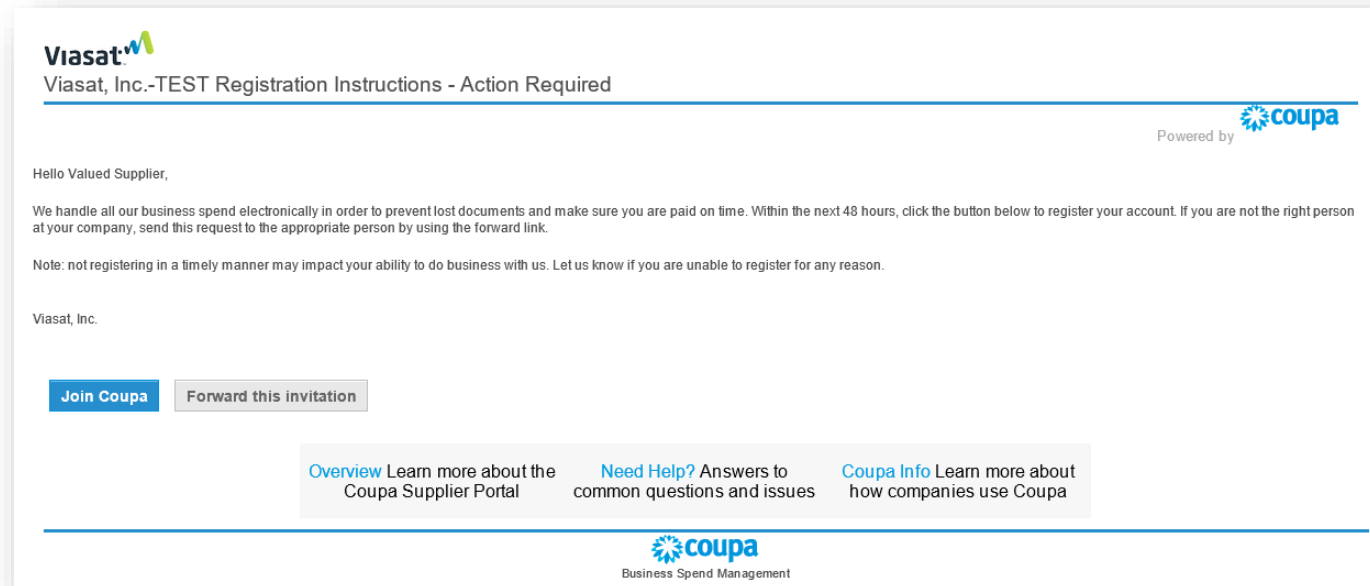 Viasat
Viasat, Inc.-TEST Registration Instructions - Action Required
Powered by coupa
Hello Valued Supplier,
We handle all our business spend electronically in order to prevent lost documents and make sure you are paid on time. Within the next 48 hours, click the button below to register your account. If you are not the right person
at your company, send this request to the appropriate person by using the forward link.
Note: not registering in a timely manner may impact your ability to do business with us. Let us know if you are unable to register for any reason.
Viasat, Inc.
Join Coupa Forward this invitation
Overview Learn more about the
Coupa Supplier Portal
Need Help? Answers to
common questions and issues
Coupa Info Learn more about
how companies use Coupa
coupa
Business Spend Management